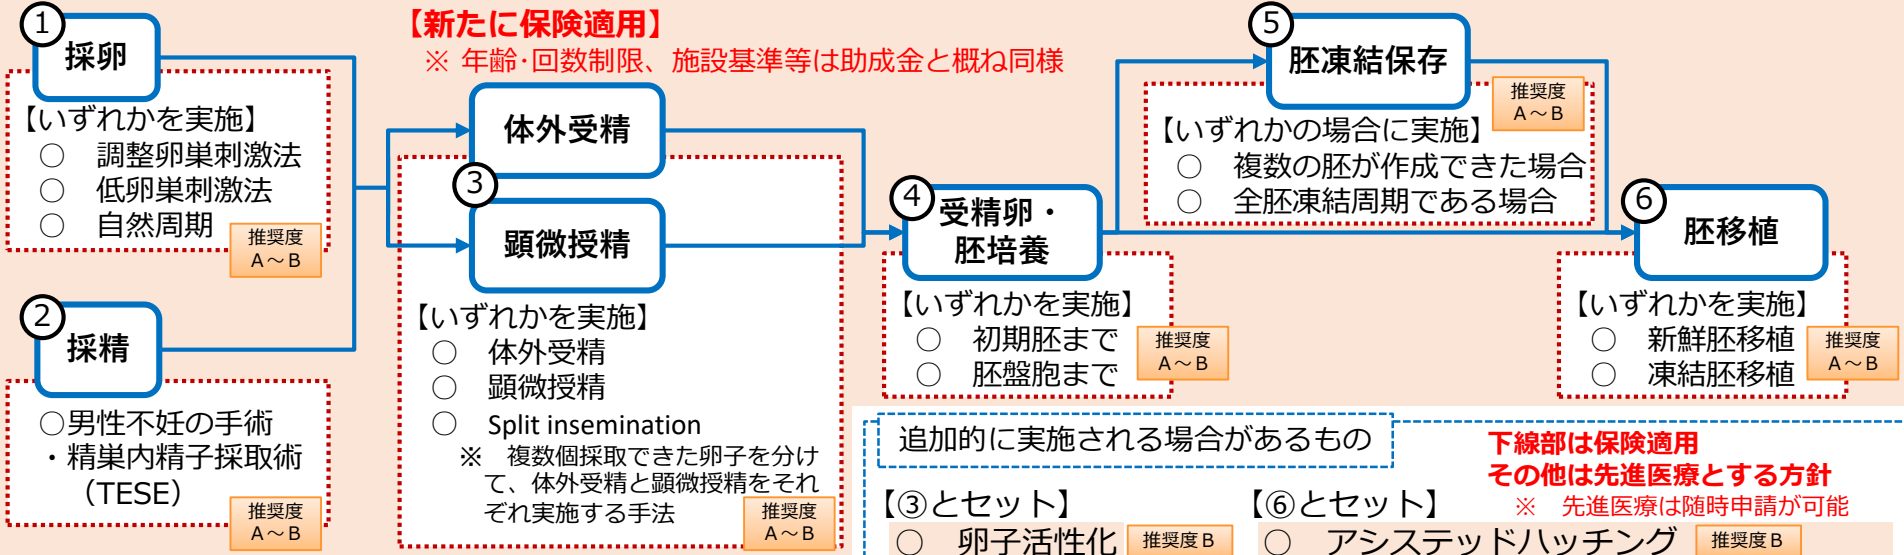 【新たに保険適用】
※ 年齢・回数制限、施設基準等は助成金と概ね同様
①
採卵
【いずれかを実施】
○ 調整卵巣刺激法
○ 低卵巣刺激法
○ 自然周期
推奨度
A～B
②
採精
○男性不妊の手術
・精巣内精子採取術
（TESE）
推奨度
A～B
体外受精
③
顕微授精
【いずれかを実施】
○ 体外受精
○ 顕微授精
○ Split insemination
※ 複数個採取できた卵子を分け
て、体外受精と顕微授精をそれ
ぞれ実施する手法
推奨度
A～B
④
受精卵・
胚培養
【いずれかを実施】
○ 初期胚まで
○ 胚盤胞まで
推奨度
A～B
⑤
胚凍結保存
推奨度
A～B
【いずれかの場合に実施】
○ 複数の胚が作成できた場合
○ 全胚凍結周期である場合
⑥
胚移植
【いずれかを実施】
○ 新鮮胚移植
○ 凍結胚移植
推奨度
A～B
追加的に実施される場合があるもの
下線部は保険適用
その他は先進医療とする方針
※ 先進医療は随時申請が可能
【③とセット】
○ 卵子活性化 推奨度Ｂ
【⑥とセット】
○ アシステッドハッチング 推奨度Ｂ